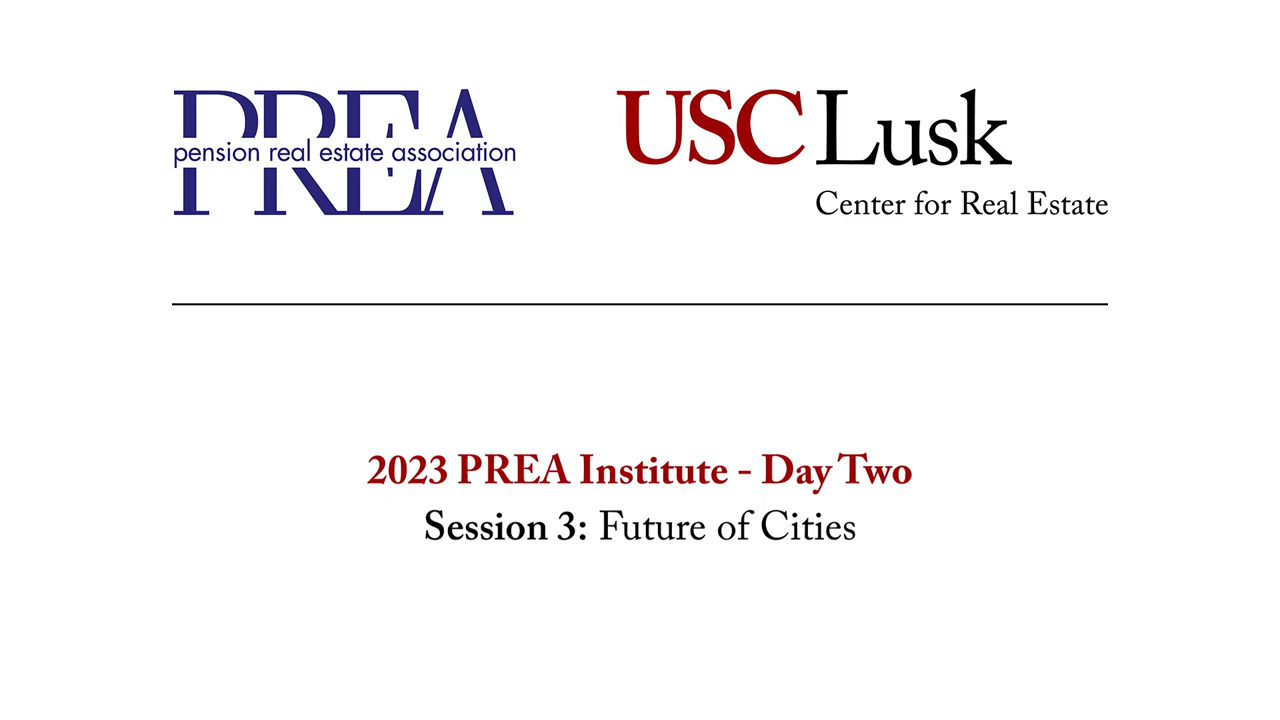 PREA
pension real estate association
USC Lusk
Center for Real Estate
2023 PREA Institute - Day Two
Session 3: Future of Cities